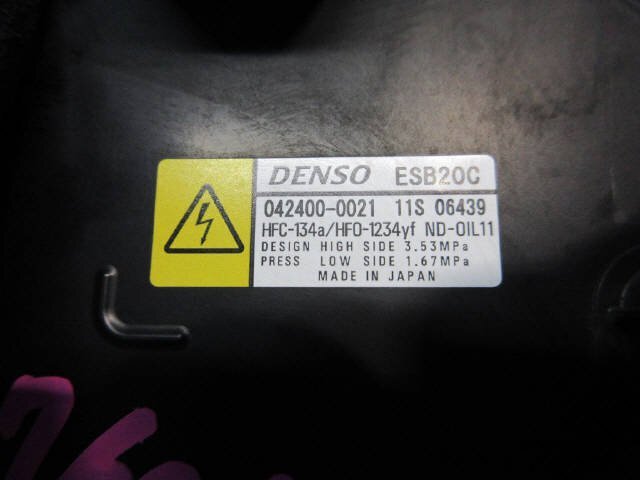 DENSO ESB20C
042400-0021 11S 06439
HFC-134a/HFO-1234yf ND-OIL11
DESIGN HIGH SIDE 3.53MPa
PRESS LOW SIDE 1.67MPa
MADE IN JAPAN